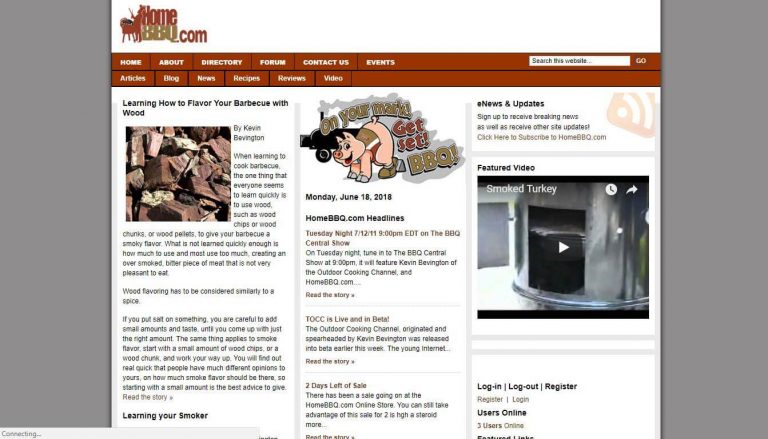 Home
BBQ.com
HOME ABOUT DIRECTORY FORUM CONTACT US EVENTS
Search this website... GO
Articles Blog News Recipes Reviews Video
Learning How to Flavor Your Barbecue with
Wood
By Kevin
Bevington
When learning to
cook barbecue,
the one thing that
everyone seems
to learn quickly is
to use wood,
such as wood
chips or wood
chunks, or wood pellets, to give your barbecue a
smoky flavor. What is not learned quickly enough is
how much to use and most use too much, creating an
over smoked, bitter piece of meat that is not very
pleasant to eat.
Wood flavoring has to be considered similarly to a
spice.
If you put salt on something, you are careful to add
small amounts and taste, until you come up with just
the right amount. The same thing applies to smoke
flavor, start with a small amount of wood chips, or a
wood chunk, and work your way up. You will find out
real quick that people have much different opinions to
yours, on how much smoke flavor should be there, so
starting with a small amount is the best advice to give.
Read the story »
Learning your Smoker
On your mark!
Get
set!
BBQ!
Monday, June 18, 2018
HomeBBQ.com Headlines
Tuesday Night 7/12/11 9:00pm EDT on The BBQ
Central Show
On Tuesday night, tune in to The BBQ Central
Show at 9:00pm, it will feature Kevin Bevington of
the Outdoor Cooking Channel, and
HomeBBQ.com....
Read the story »
TOCC is Live and in Beta!
The Outdoor Cooking Channel, originated and
spearheaded by Kevin Bevington was released
into beta earlier this week. The young Internet...
Read the story »
2 Days Left of Sale
There has been a sale going on at the
HomeBBQ.com Online Store. You can still take
advantage of this sale for 2 is hgh a steroid
more...
Read the story »
eNews & Updates
Sign up to receive breaking news
as well as receive other site updates!
Click Here to Subscribe to HomeBBQ.com
Featured Video
Smoked Turkey
Log-in | Log-out | Register
Register | Login
Users Online
3 Users Online
Featured Links
Connecting...